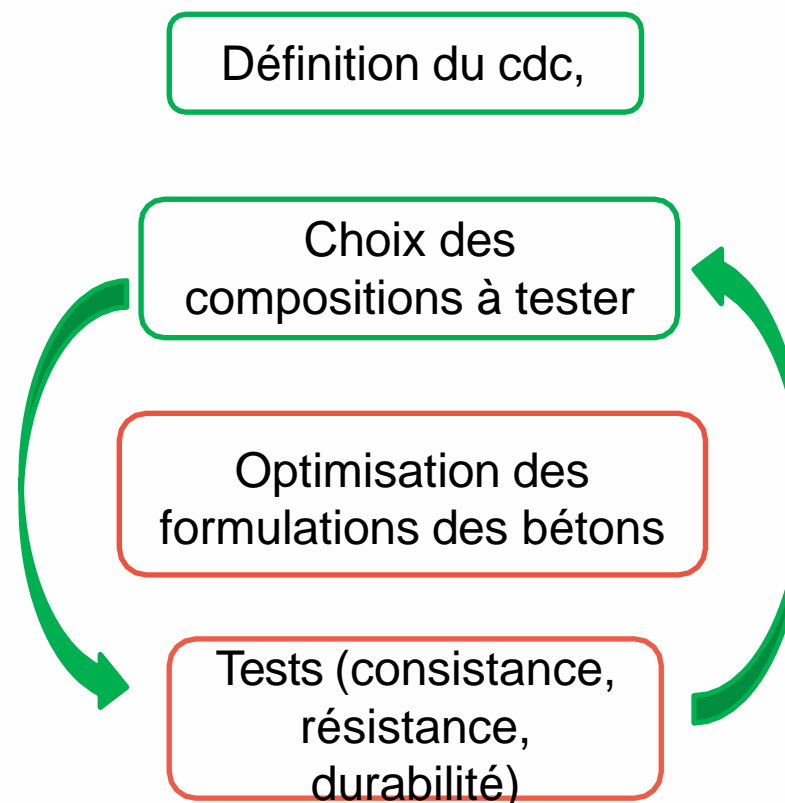 Définition du cdc,
Choix des
compositions à tester
Optimisation des
formulations des bétons
Tests (consistance,
résistance,
durabilité)